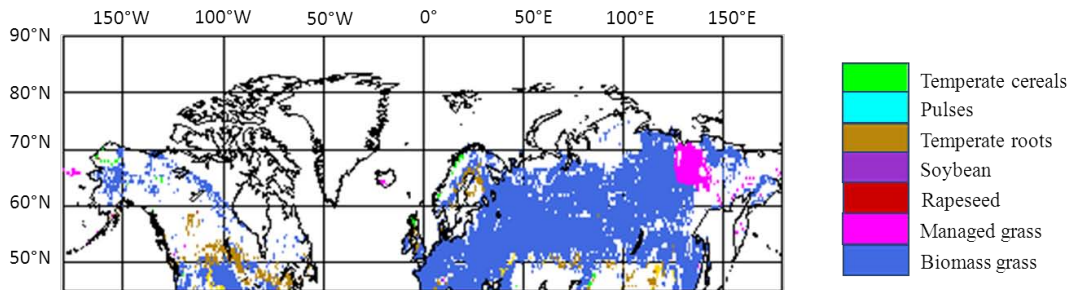 150°W 100°W 50°W 0° 50°E 100°E 150°E
90°N
80°N
70°N
60°N
50°N
Temperate cereals
Pulses
Temperate roots
Soybean
Rapeseed
Managed grass
Biomass grass